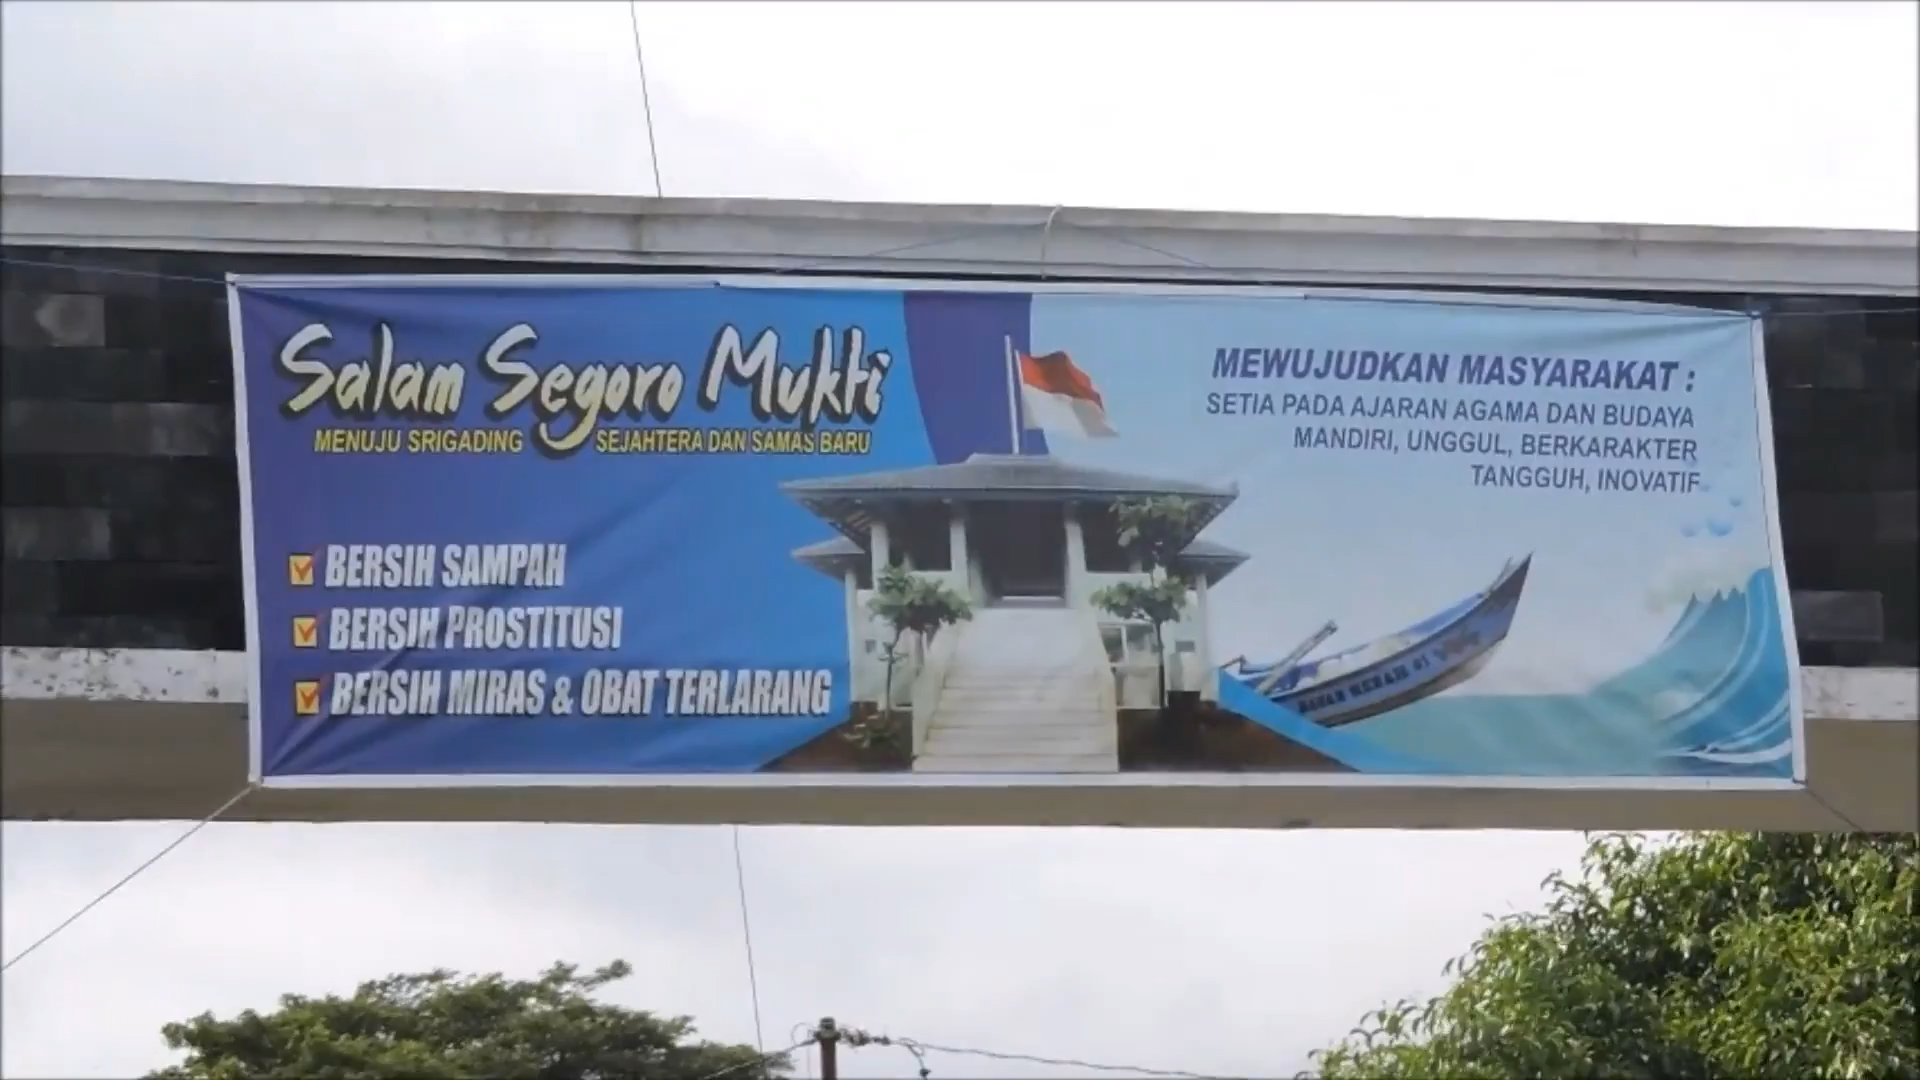 Salam Segoro Mukti
MENUJU SRIGADING SEJAHTERA DAN SAMAS BARU
BERSIH SAMPAH
BERSIH PROSTITUSI
BERSIH MIRAS & OBAT TERLARANG
MEWUJUDKAN MASYARAKAT :
SETIA PADA AJARAN AGAMA DAN BUDAYA
MANDIRI, UNGGUL, BERKARAKTER
TANGGUH, INOVATIF